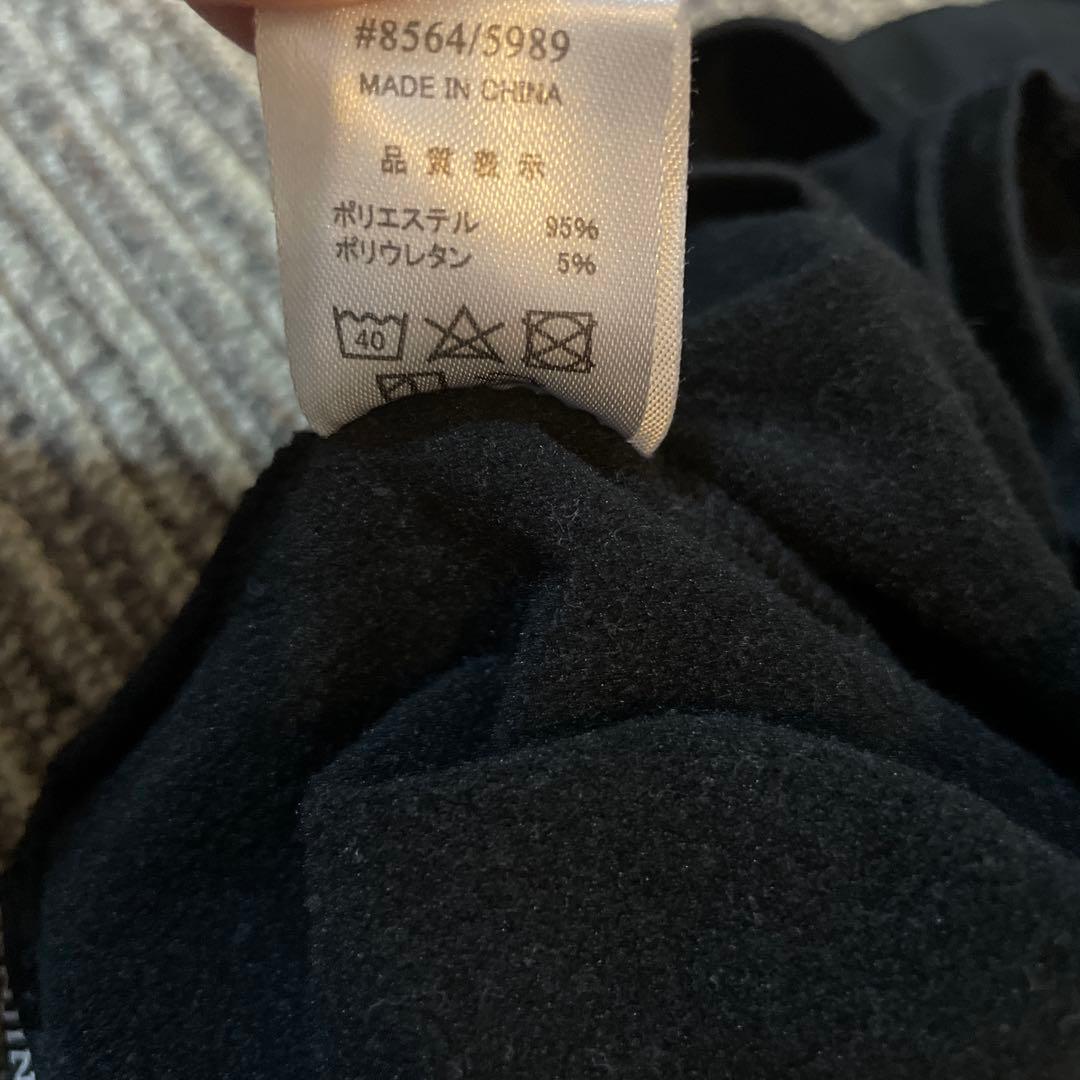 #8564/5989
MADE IN CHINA
品質表示
ポリエステル 95%
ポリウレタン 5%
40